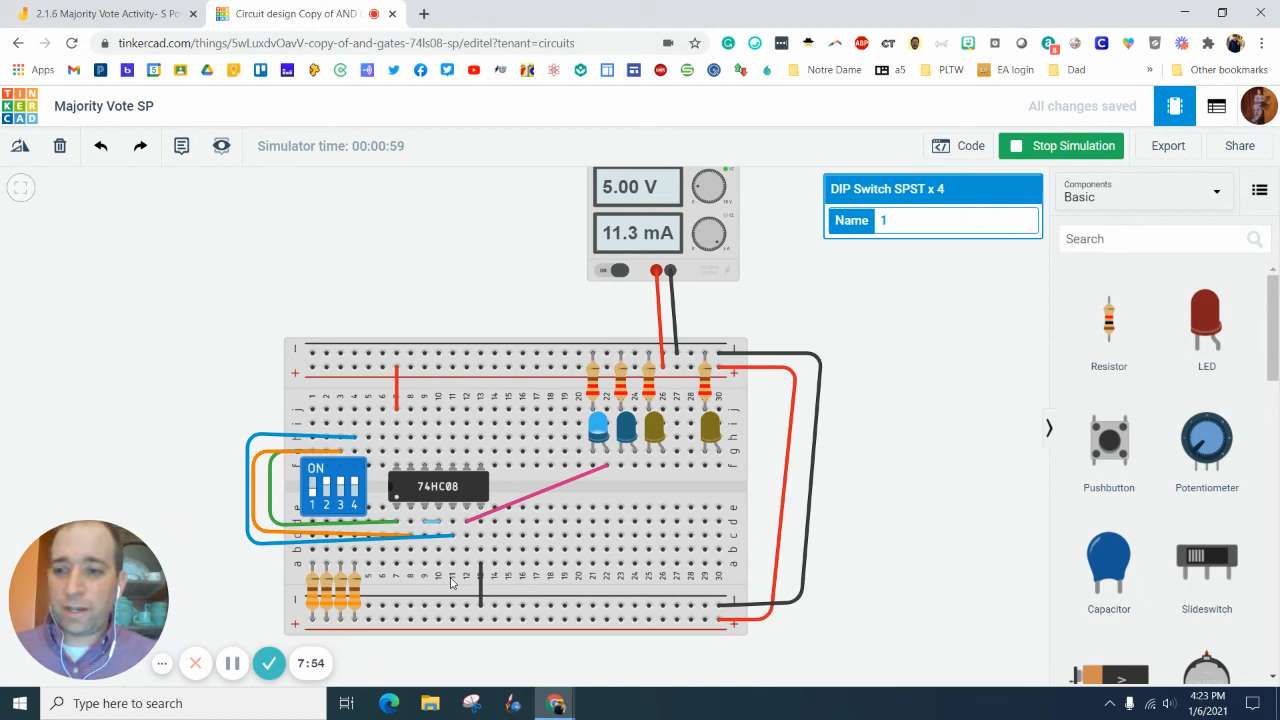 2.1.6 Majority Vote Activity- S Po
Circuit design Copy of AND G
tinkercad.com/things/5wLuxdoOavV-copy-of-and-gates-74ls08-sp/editel?tenant=circuits
Apps
Notre Dame
a5
PLTW
EA login
Dad
Other bookmarks
TIN
KER
CAD
Majority Vote SP
All changes saved
Simulator time: 00:00:59
Code
Stop Simulation
Export
Share
5.00 V
11.3 mA
DIP Switch SPST x 4
Name 1
Components
Basic
Search
Resistor
LED
Pushbutton
Potentiometer
Capacitor
Slideswitch
ON
1 2 3 4
74HC08
7:54
Type here to search
4:23 PM
1/6/2021